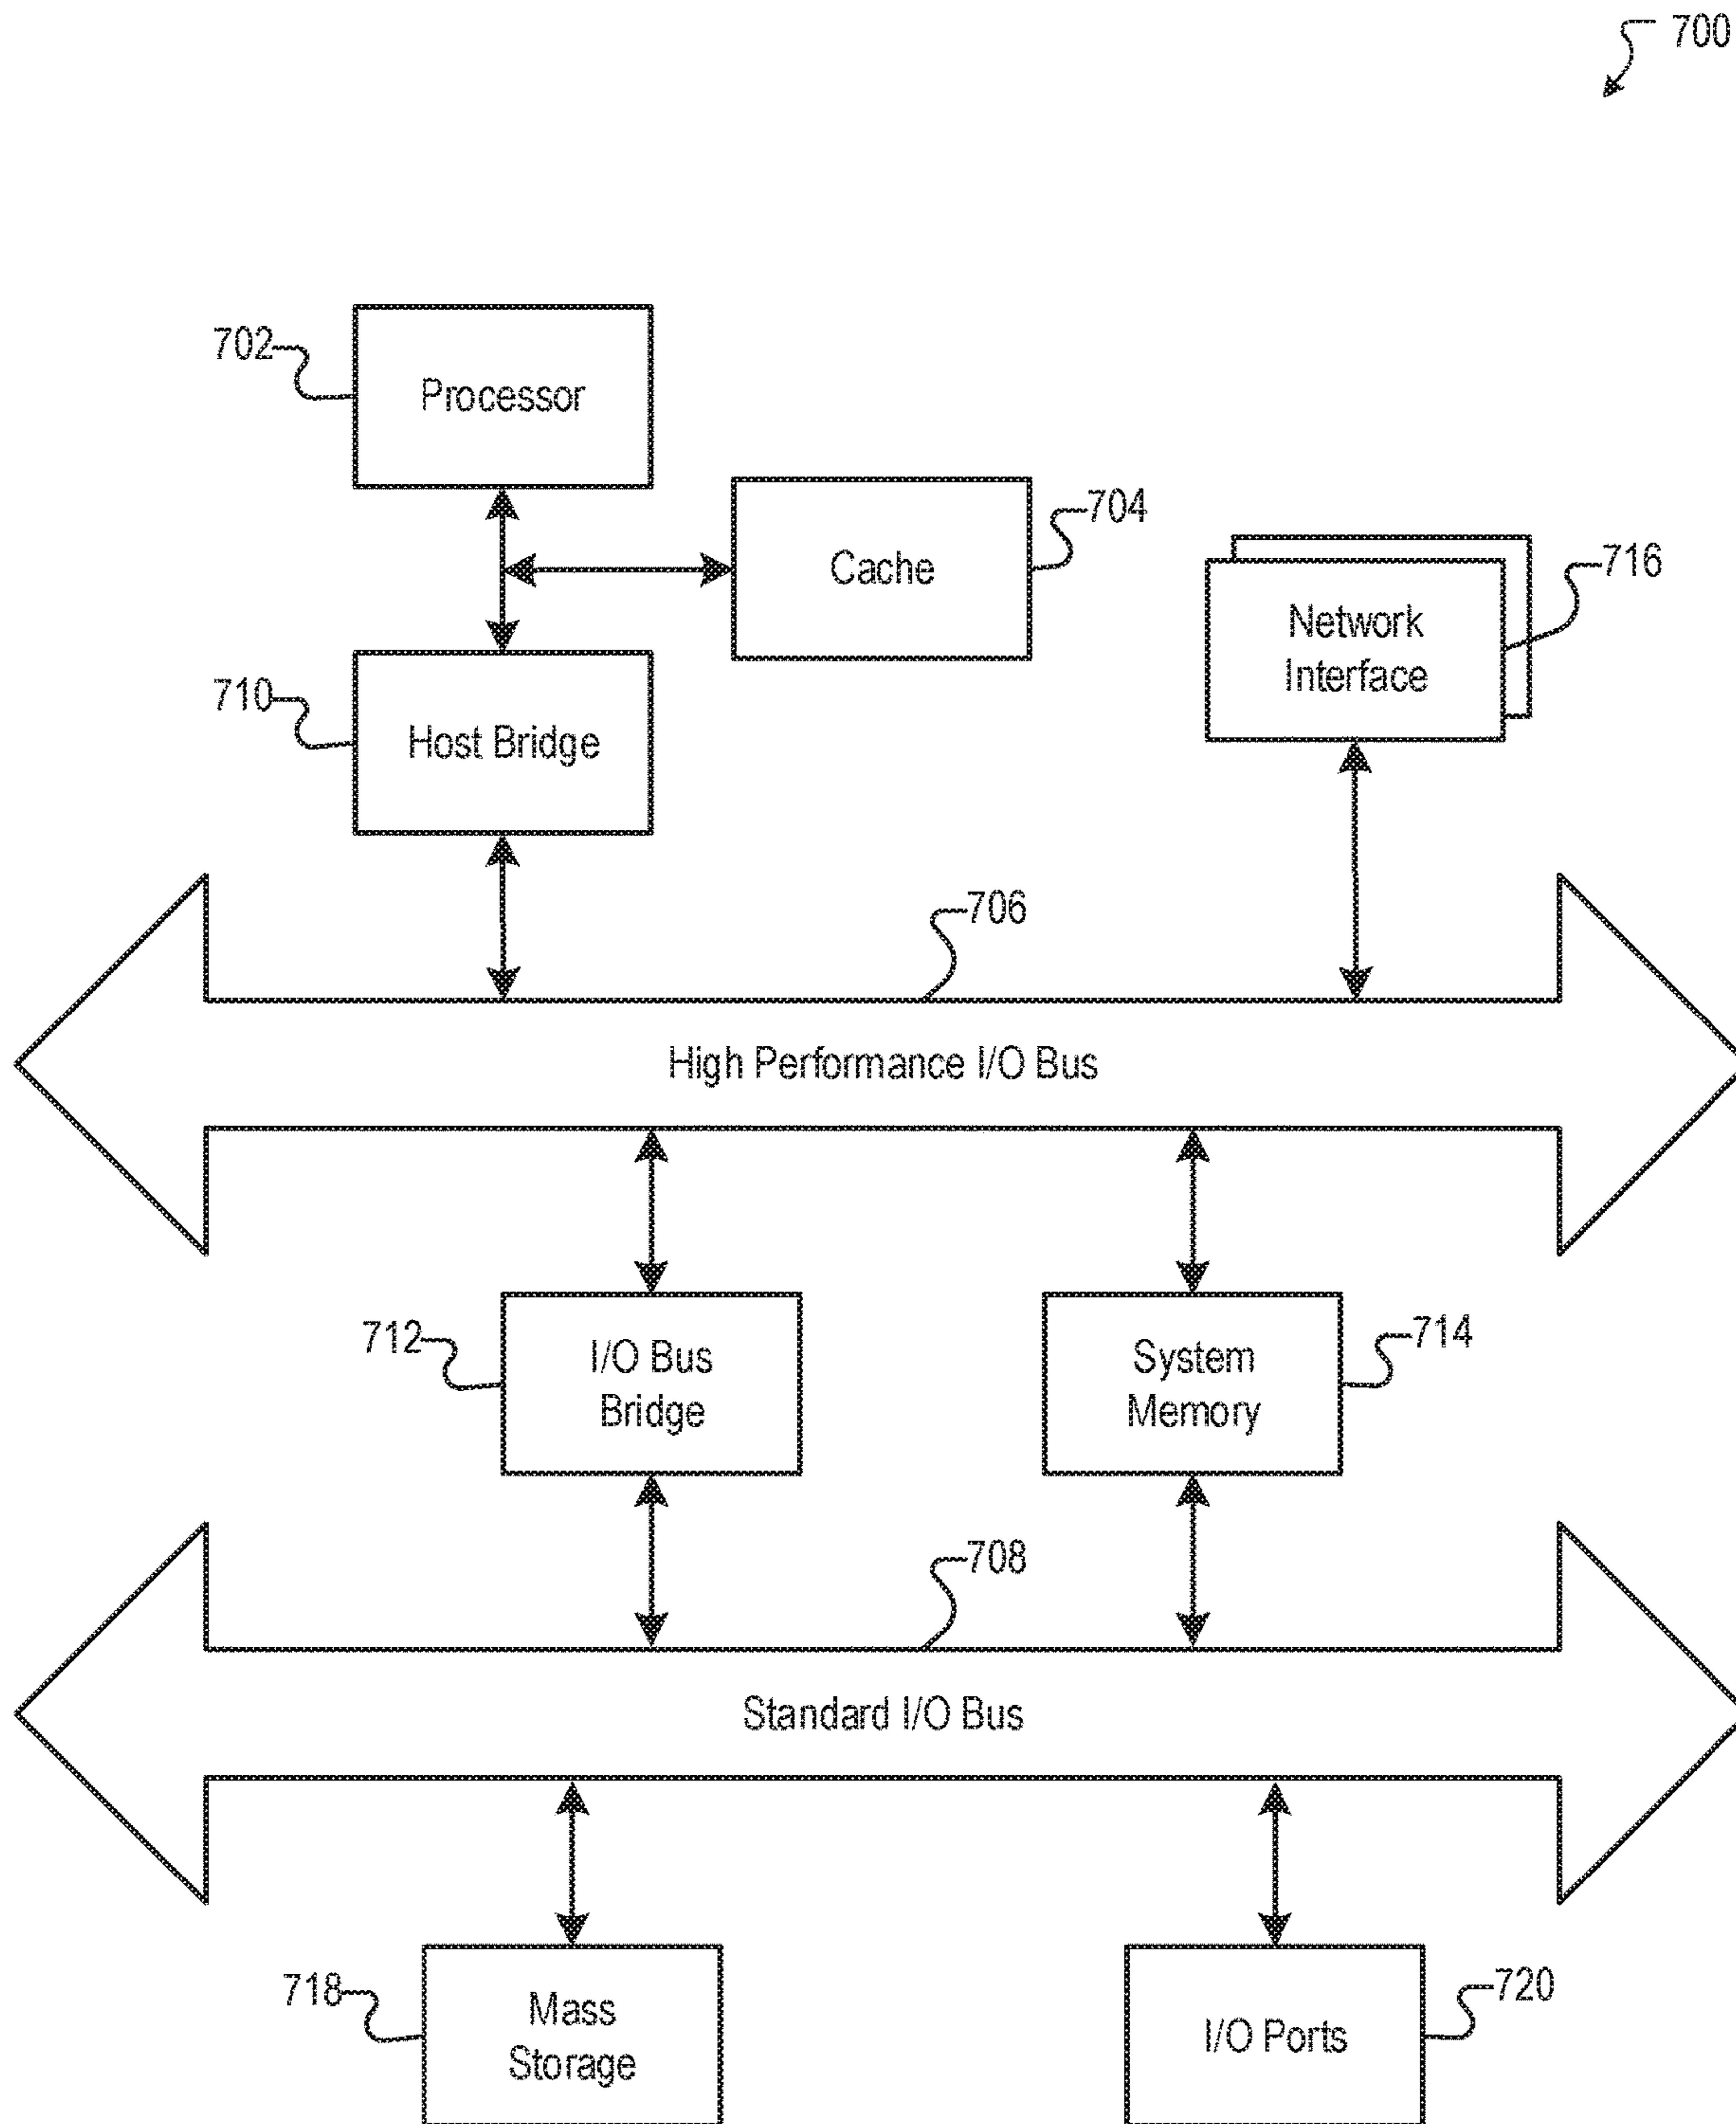 700
702
Processor
704
Cache
716
Network
Interface
710
Host Bridge
706
High Performance I/O Bus
712
I/O Bus
Bridge
System
Memory
714
708
Standard I/O Bus
718
Mass
Storage
I/O Ports
720